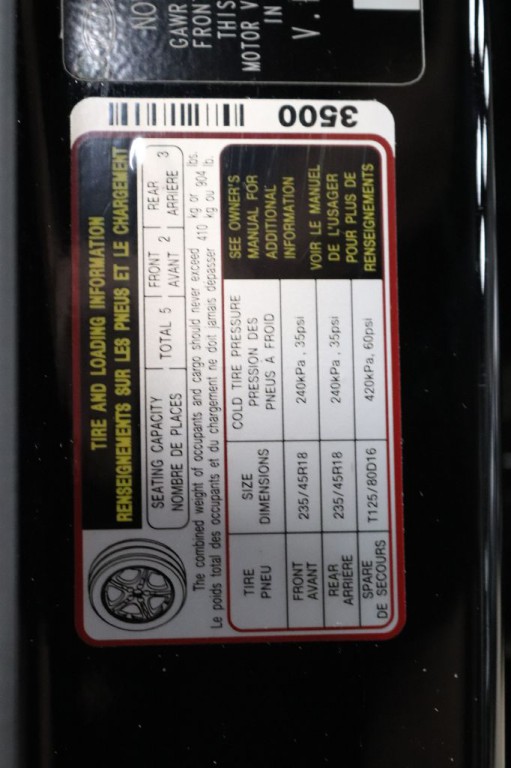 NO
GAWR
FRON
THIS
MOTOR V
IN
V.
3500
TIRE AND LOADING INFORMATION
RENSEIGNEMENTS SUR LES PNEUS ET LE CHARGEMENT
SEATING CAPACITY
NOMBRE DE PLACES
TOTAL 5
FRONT
AVANT 2
REAR
ARRIÈRE 3
The combined weight of occupants and cargo should never exceed 410 kg or lbs.
Le poids total des occupants et du chargement ne doit jamais dépasser kg ou 904 lb.
TIRE
PNEU
SIZE
DIMENSIONS
COLD TIRE PRESSURE
PRESSION DES
PNEUS A FROID
FRONT
AVANT
235/45R18
240kPa , 35psi
REAR
ARRIERE
235/45R18
240kPa , 35psi
SPARE
DE SECOURS
T125/80D16
420kPa, 60psi
SEE OWNER'S
MANUAL FOR
ADDITIONAL
INFORMATION
VOIR LE MANUEL
DE L'USAGER
POUR PLUS DE
RENSEIGNEMENTS